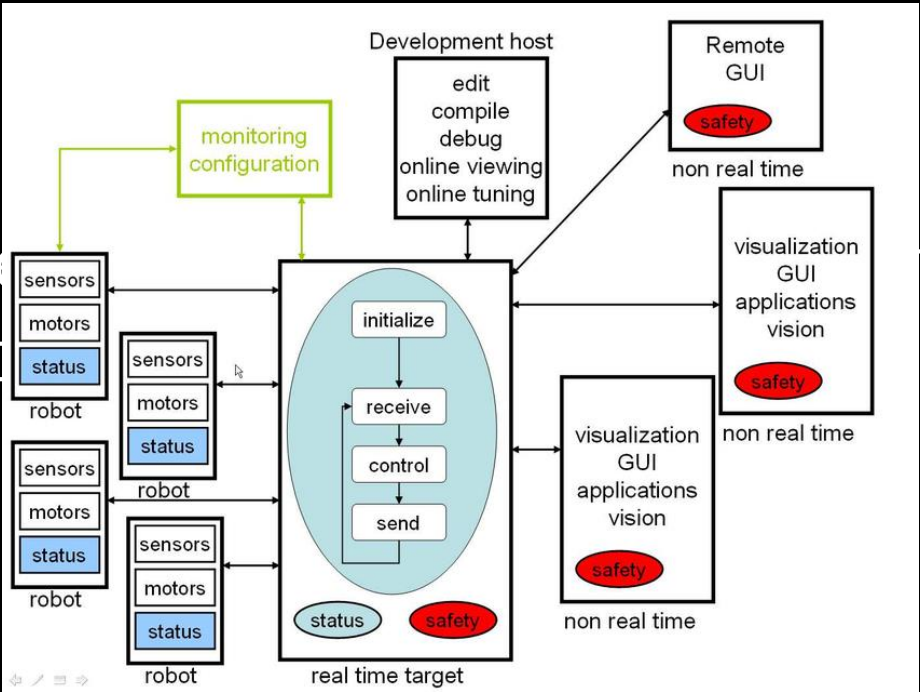 Development host
edit
compile
debug
online viewing
online tuning
Remote
GUI
safety
non real time
monitoring
configuration
visualization
GUI
applications
vision
safety
non real time
sensors
motors
status
robot
sensors
motors
status
robot
sensors
motors
status
robot
sensors
motors
status
robot
initialize
receive
control
send
status
safety
real time target
visualization
GUI
applications
vision
safety
non real time